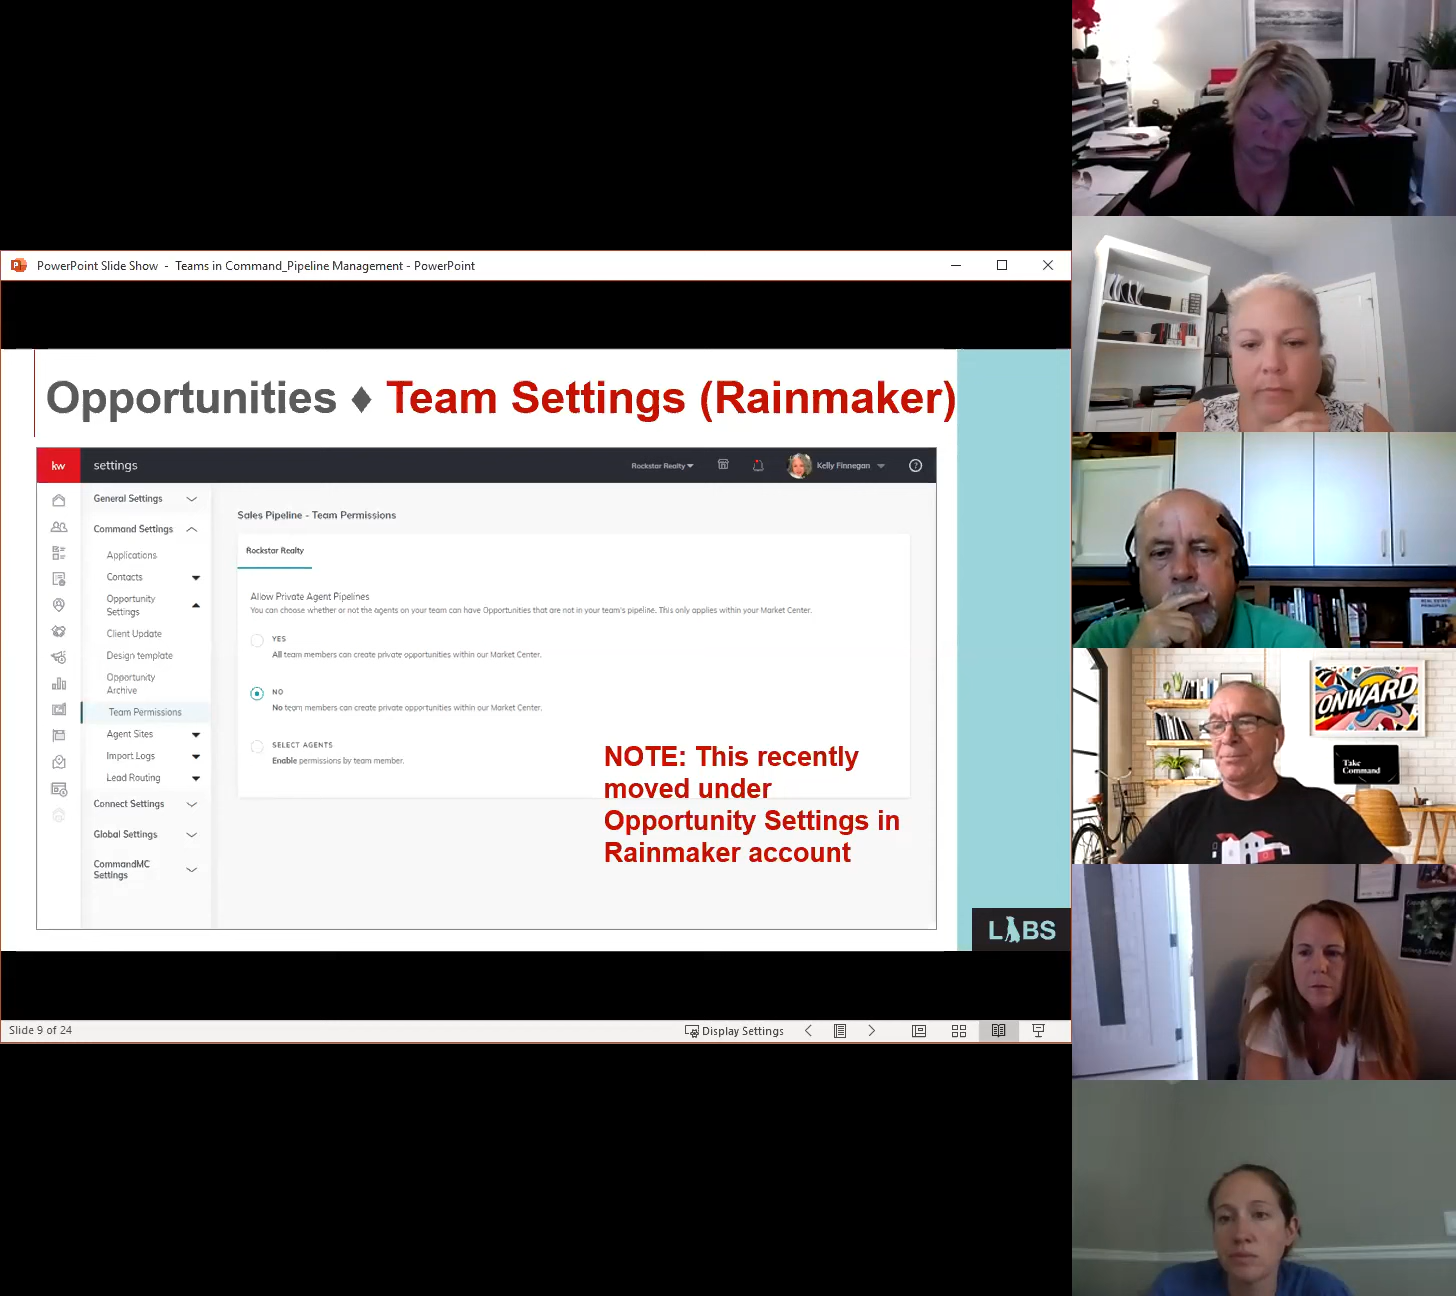 PowerPoint Slide Show - Teams in Command_Pipeline Management - PowerPoint
Opportunities ♦ Team Settings (Rainmaker)
kw
settings
Rockstar Realty
Kelly Finnegan
?
General Settings
Command Settings
Applications
Contacts
Opportunity
Settings
Client Update
Design template
Opportunity
Archive
Team Permissions
Agent Sites
Import Logs
Lead Routing
Connect Settings
Global Settings
CommandMC
Settings
Sales Pipeline - Team Permissions
Rockstar Realty
Allow Private Agent Pipelines
You can choose whether or not the agents on your team can have Opportunities that are not in your team's pipeline. This only applies within your Market Center.
YES
All team members can create private opportunities within our Market Center.
NO
No team members can create private opportunities within our Market Center.
SELECT AGENTS
Enable permissions by team member.
NOTE: This recently
moved under
Opportunity Settings in
Rainmaker account
LABS
Slide 9 of 24
Display Settings
REAL ESTATE
PRINCIPLES
ONWARD
Take
Command